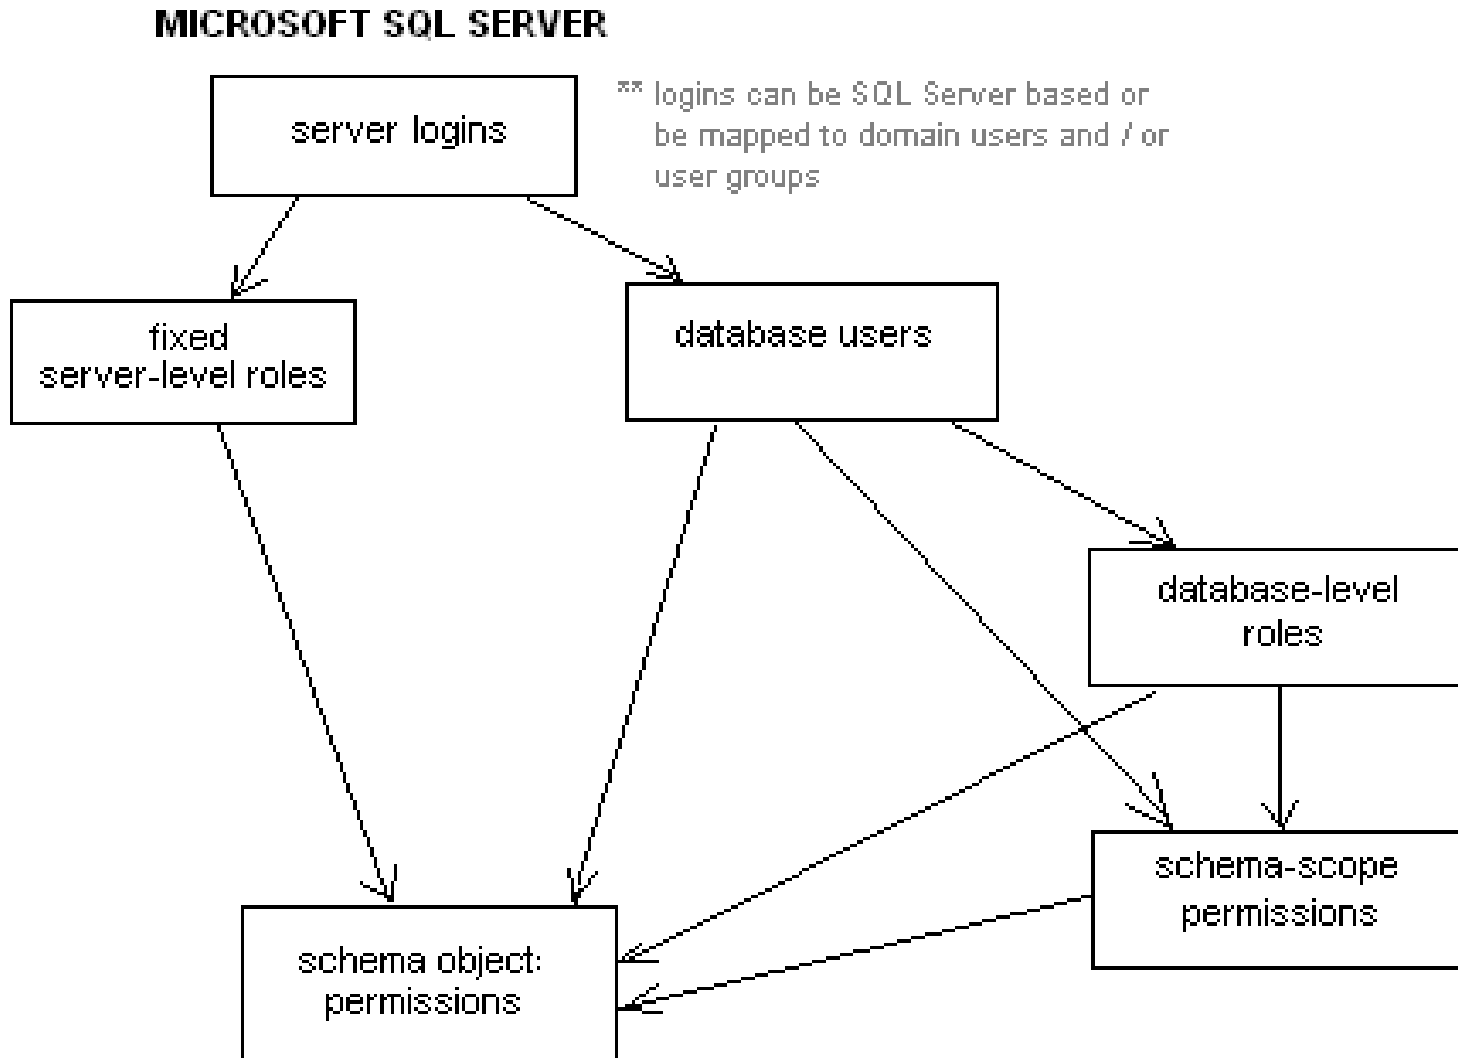 MICROSOFT SQL SERVER
server logins
** logins can be SQL Server based or
be mapped to domain users and / or
user groups
fixed
server-level roles
database users
database-level
roles
schema-scope
permissions
schema object:
permissions